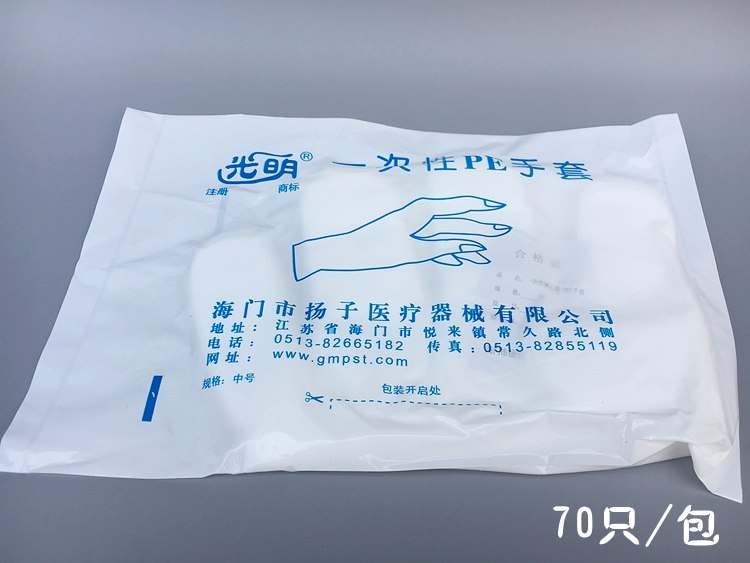 光明® 一次性PE手套
注册 商标
合格
海门市扬子医疗器械有限公司
地址：江苏省海门市悦来镇常久路北侧
电话：0513-82665182 传真：0513-82855119
网址：www.gmpst.com
规格：中号
包装开启处
70只/包